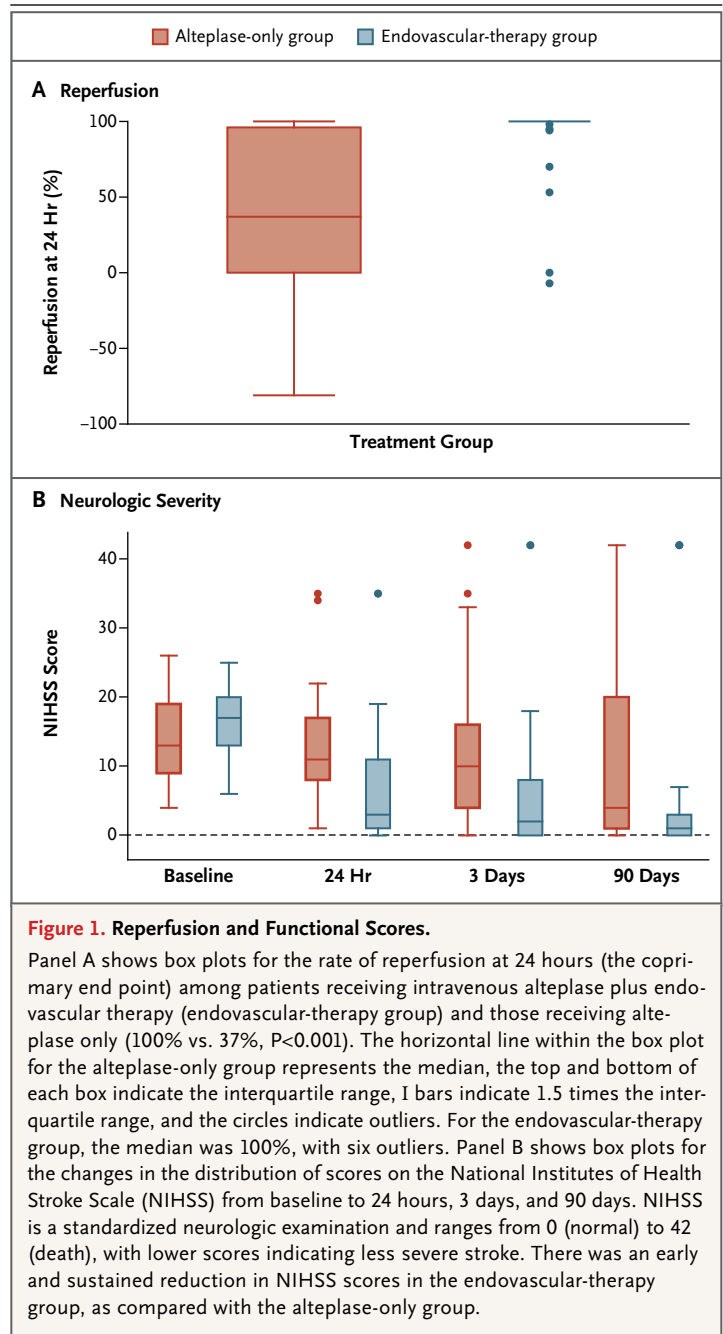 Alteplase-only group Endovascular-therapy group
A Reperfusion
Reperfusion at 24 Hr (%)
100
50
0
−50
−100
Treatment Group
B Neurologic Severity
NIHSS Score
40
30
20
10
0
Baseline 24 Hr 3 Days 90 Days
Figure 1. Reperfusion and Functional Scores.
Panel A shows box plots for the rate of reperfusion at 24 hours (the copri-
mary end point) among patients receiving intravenous alteplase plus endo-
vascular therapy (endovascular-therapy group) and those receiving alte-
plase only (100% vs. 37%, P<0.001). The horizontal line within the box plot
for the alteplase-only group represents the median, the top and bottom of
each box indicate the interquartile range, I bars indicate 1.5 times the inter-
quartile range, and the circles indicate outliers. For the endovascular-therapy
group, the median was 100%, with six outliers. Panel B shows box plots for
the changes in the distribution of scores on the National Institutes of Health
Stroke Scale (NIHSS) from baseline to 24 hours, 3 days, and 90 days. NIHSS
is a standardized neurologic examination and ranges from 0 (normal) to 42
(death), with lower scores indicating less severe stroke. There was an early
and sustained reduction in NIHSS scores in the endovascular-therapy
group, as compared with the alteplase-only group.